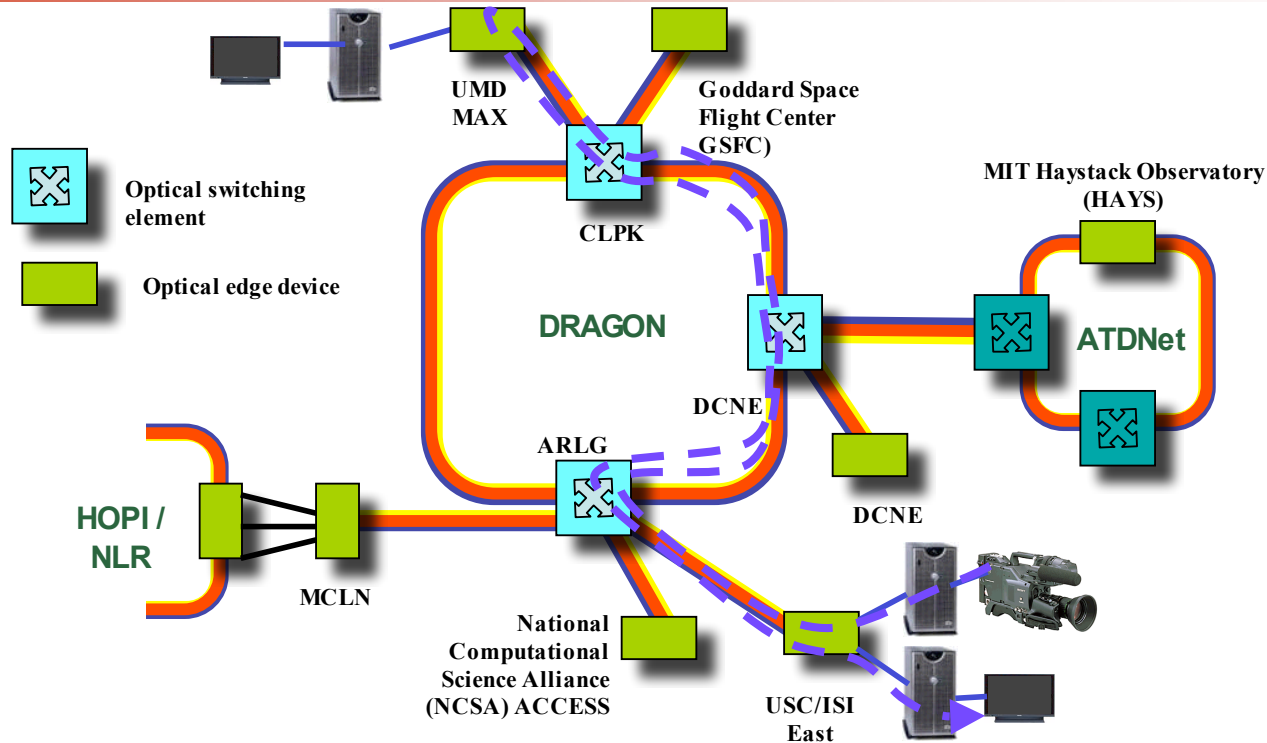 UMD
MAX
Goddard Space
Flight Center
GSFC)
Optical switching
element
MIT Haystack Observatory
(HAYS)
CLPK
Optical edge device
DRAGON
ATDNet
DCNE
ARLG
HOPI /
NLR
DCNE
MCLN
National
Computational
Science Alliance
(NCSA) ACCESS
USC/ISI
East